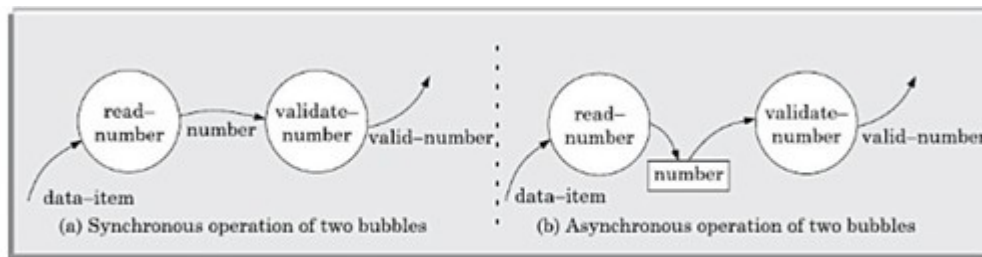 read–
number
number
validate–
number
valid–number
data–item
(a) Synchronous operation of two bubbles
read–
number
number
validate–
number
valid–number
data–item
(b) Asynchronous operation of two bubbles